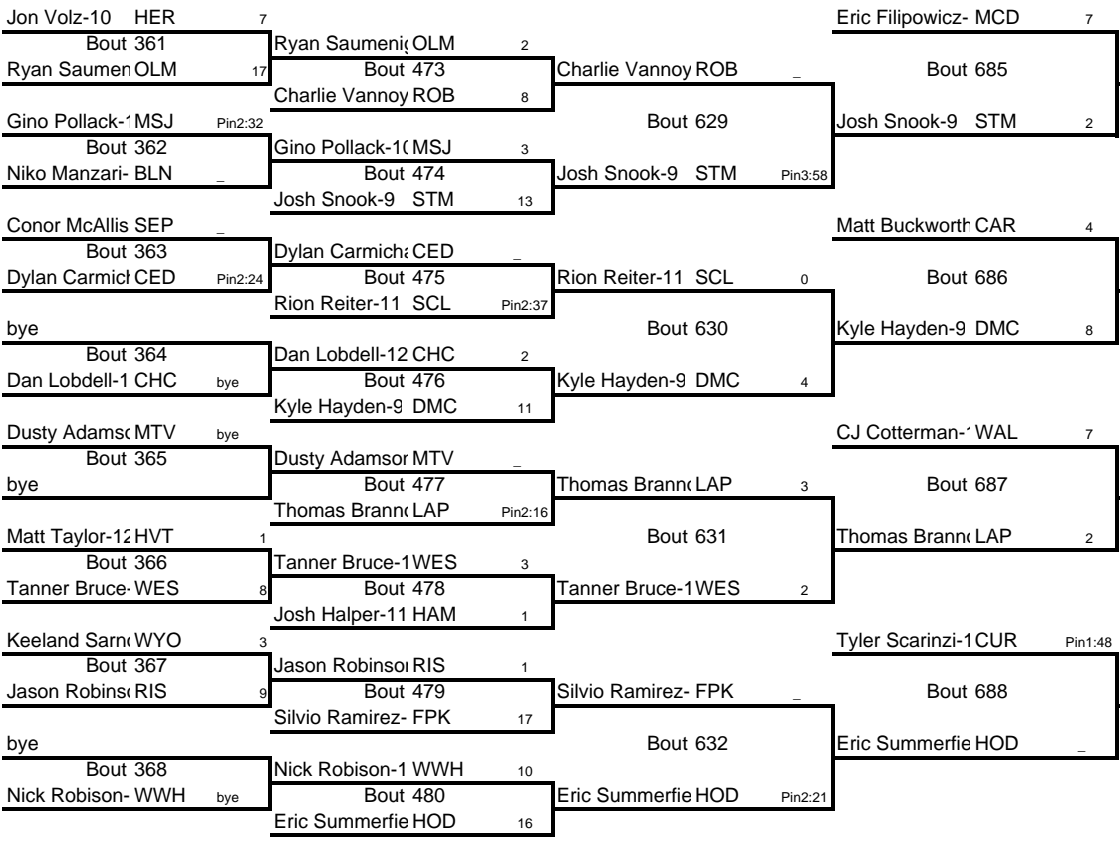 Jon Volz-10 HER 7
Bout 361
Ryan Saumen OLM 17
Gino Pollack- MSJ Pin2:32
Bout 362
Niko Manzari- BLN _
Conor McAllis SEP _
Bout 363
Dylan Carmich CED Pin2:24
bye
Bout 364
Dan Lobdell-1 CHC bye
Dusty Adamso MTV bye
Bout 365
bye
Matt Taylor-12 HVT 1
Bout 366
Tanner Bruce- WES 8
Keeland Sarno WYO 3
Bout 367
Jason Robinso RIS 9
bye
Bout 368
Nick Robison- WWH bye
Ryan Saumenig OLM 2
Bout 473
Charlie Vannoy ROB 8
Gino Pollack-10 MSJ 3
Bout 474
Josh Snook-9 STM 13
Dylan Carmicha CED _
Bout 475
Rion Reiter-11 SCL Pin2:37
Dan Lobdell-12 CHC 2
Bout 476
Kyle Hayden-9 DMC 11
Dusty Adamson MTV _
Bout 477
Thomas Branno LAP Pin2:16
Tanner Bruce-1 WES 3
Bout 478
Josh Halper-11 HAM 1
Jason Robinson RIS 1
Bout 479
Silvio Ramirez- FPK 17
Nick Robison-1 WWH 10
Bout 480
Eric Summerfie HOD 16
Charlie Vannoy ROB _
Bout 629
Josh Snook-9 STM Pin3:58
Rion Reiter-11 SCL 0
Bout 630
Kyle Hayden-9 DMC 4
Thomas Branno LAP 3
Bout 631
Tanner Bruce-1 WES 2
Silvio Ramirez- FPK _
Bout 632
Eric Summerfie HOD Pin2:21
Eric Filipowicz- MCD 7
Bout 685
Josh Snook-9 STM 2
Matt Buckworth CAR 4
Bout 686
Kyle Hayden-9 DMC 8
CJ Cotterman-1 WAL 7
Bout 687
Thomas Branno LAP 2
Tyler Scarinzi-1 CUR Pin1:48
Bout 688
Eric Summerfie HOD _